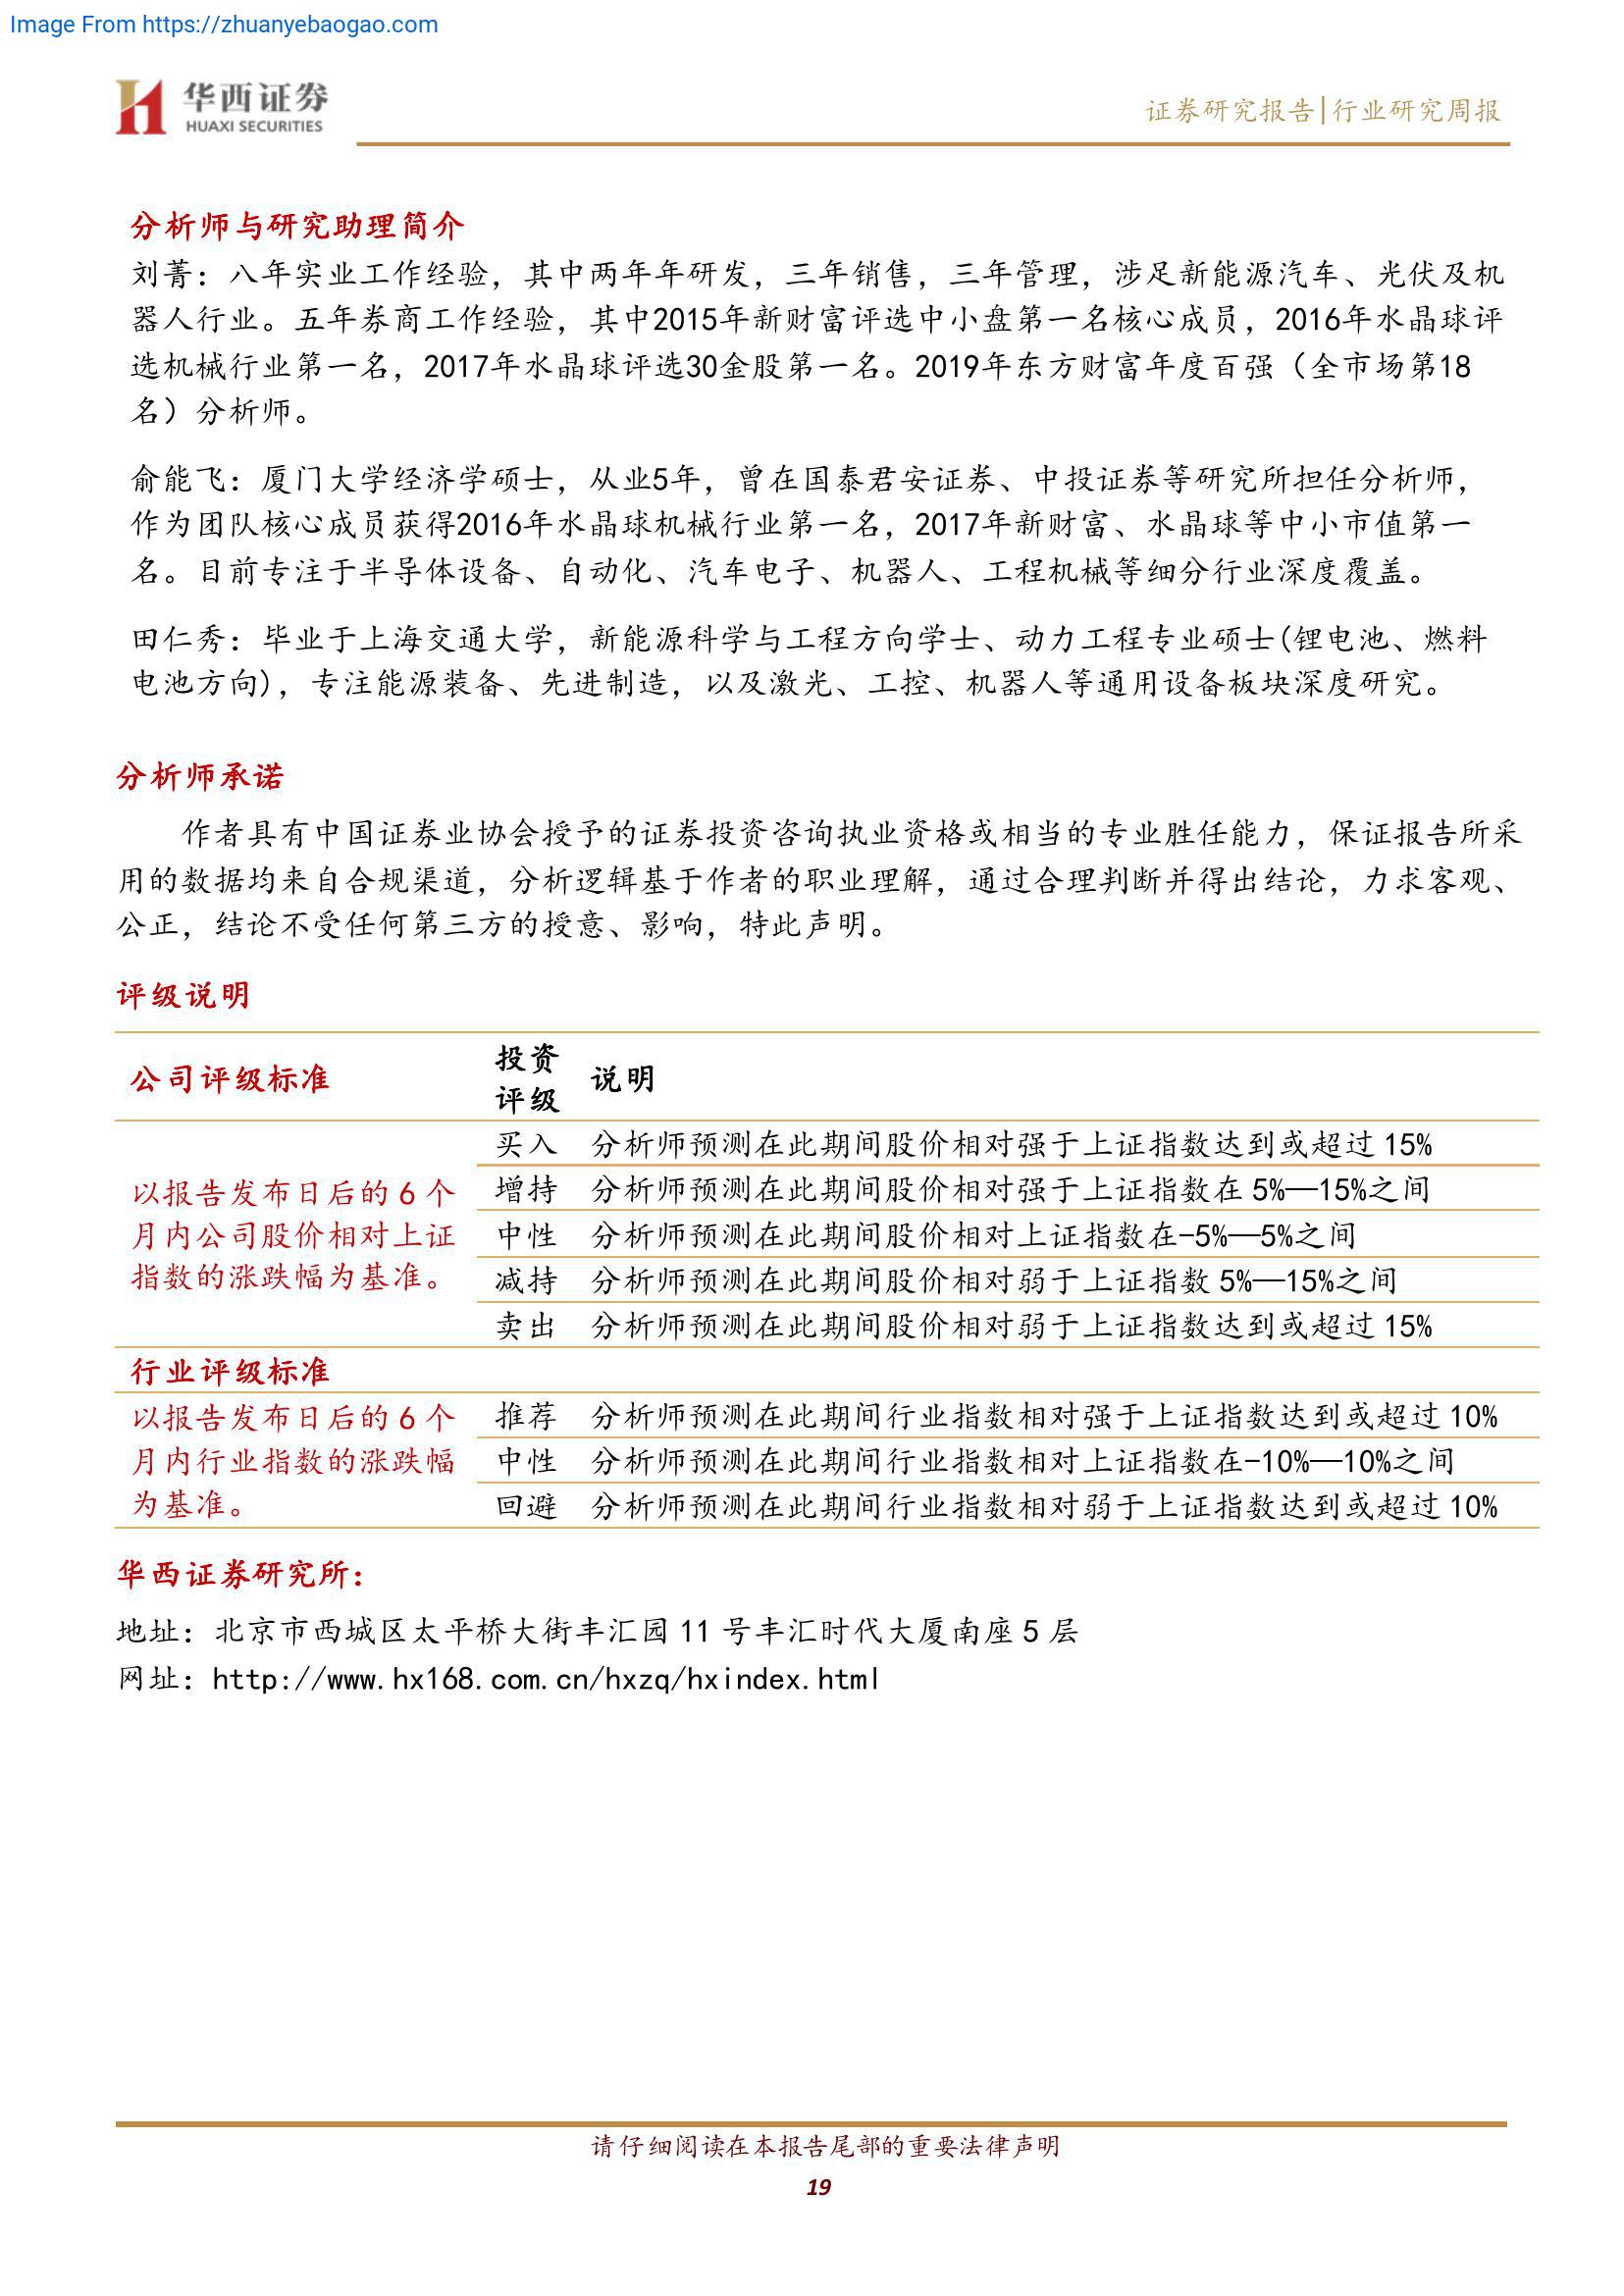 Image From https://zhuanyebaogao.com
华西证券
HUAXI SECURITIES
证券研究报告|行业研究周报
分析师与研究助理简介
刘菁：八年实业工作经验，其中两年年研发，三年销售，三年管理，涉足新能源汽车、光伏及机
器人行业。五年券商工作经验，其中2015年新财富评选中小盘第一名核心成员，2016年水晶球评
选机械行业第一名，2017年水晶球评选30金股第一名。2019年东方财富年度百强（全市场第18
名）分析师。
俞能飞：厦门大学经济学硕士，从业5年，曾在国泰君安证券、中投证券等研究所担任分析师，
作为团队核心成员获得2016年水晶球机械行业第一名，2017年新财富、水晶球等中小市值第一
名。目前专注于半导体设备、自动化、汽车电子、机器人、工程机械等细分行业深度覆盖。
田仁秀：毕业于上海交通大学，新能源科学与工程方向学士、动力工程专业硕士(锂电池、燃料
电池方向)，专注能源装备、先进制造，以及激光、工控、机器人等通用设备板块深度研究。
分析师承诺
作者具有中国证券业协会授予的证券投资咨询执业资格或相当的专业胜任能力，保证报告所采
用的数据均来自合规渠道，分析逻辑基于作者的职业理解，通过合理判断并得出结论，力求客观、
公正，结论不受任何第三方的授意、影响，特此声明。
评级说明
公司评级标准 投资评级 说明
以报告发布日后的 6 个
月内公司股价相对上证
指数的涨跌幅为基准。
买入 分析师预测在此期间股价相对强于上证指数达到或超过 15%
增持 分析师预测在此期间股价相对强于上证指数在 5%—15%之间
中性 分析师预测在此期间股价相对上证指数在-5%—5%之间
减持 分析师预测在此期间股价相对弱于上证指数 5%—15%之间
卖出 分析师预测在此期间股价相对弱于上证指数达到或超过 15%
行业评级标准
以报告发布日后的 6 个
月内行业指数的涨跌幅
为基准。
推荐 分析师预测在此期间行业指数相对强于上证指数达到或超过 10%
中性 分析师预测在此期间行业指数相对上证指数在-10%—10%之间
回避 分析师预测在此期间行业指数相对弱于上证指数达到或超过 10%
华西证券研究所：
地址：北京市西城区太平桥大街丰汇园 11 号丰汇时代大厦南座 5 层
网址：http://www.hx168.com.cn/hxzq/hxindex.html
请仔细阅读在本报告尾部的重要法律声明
19